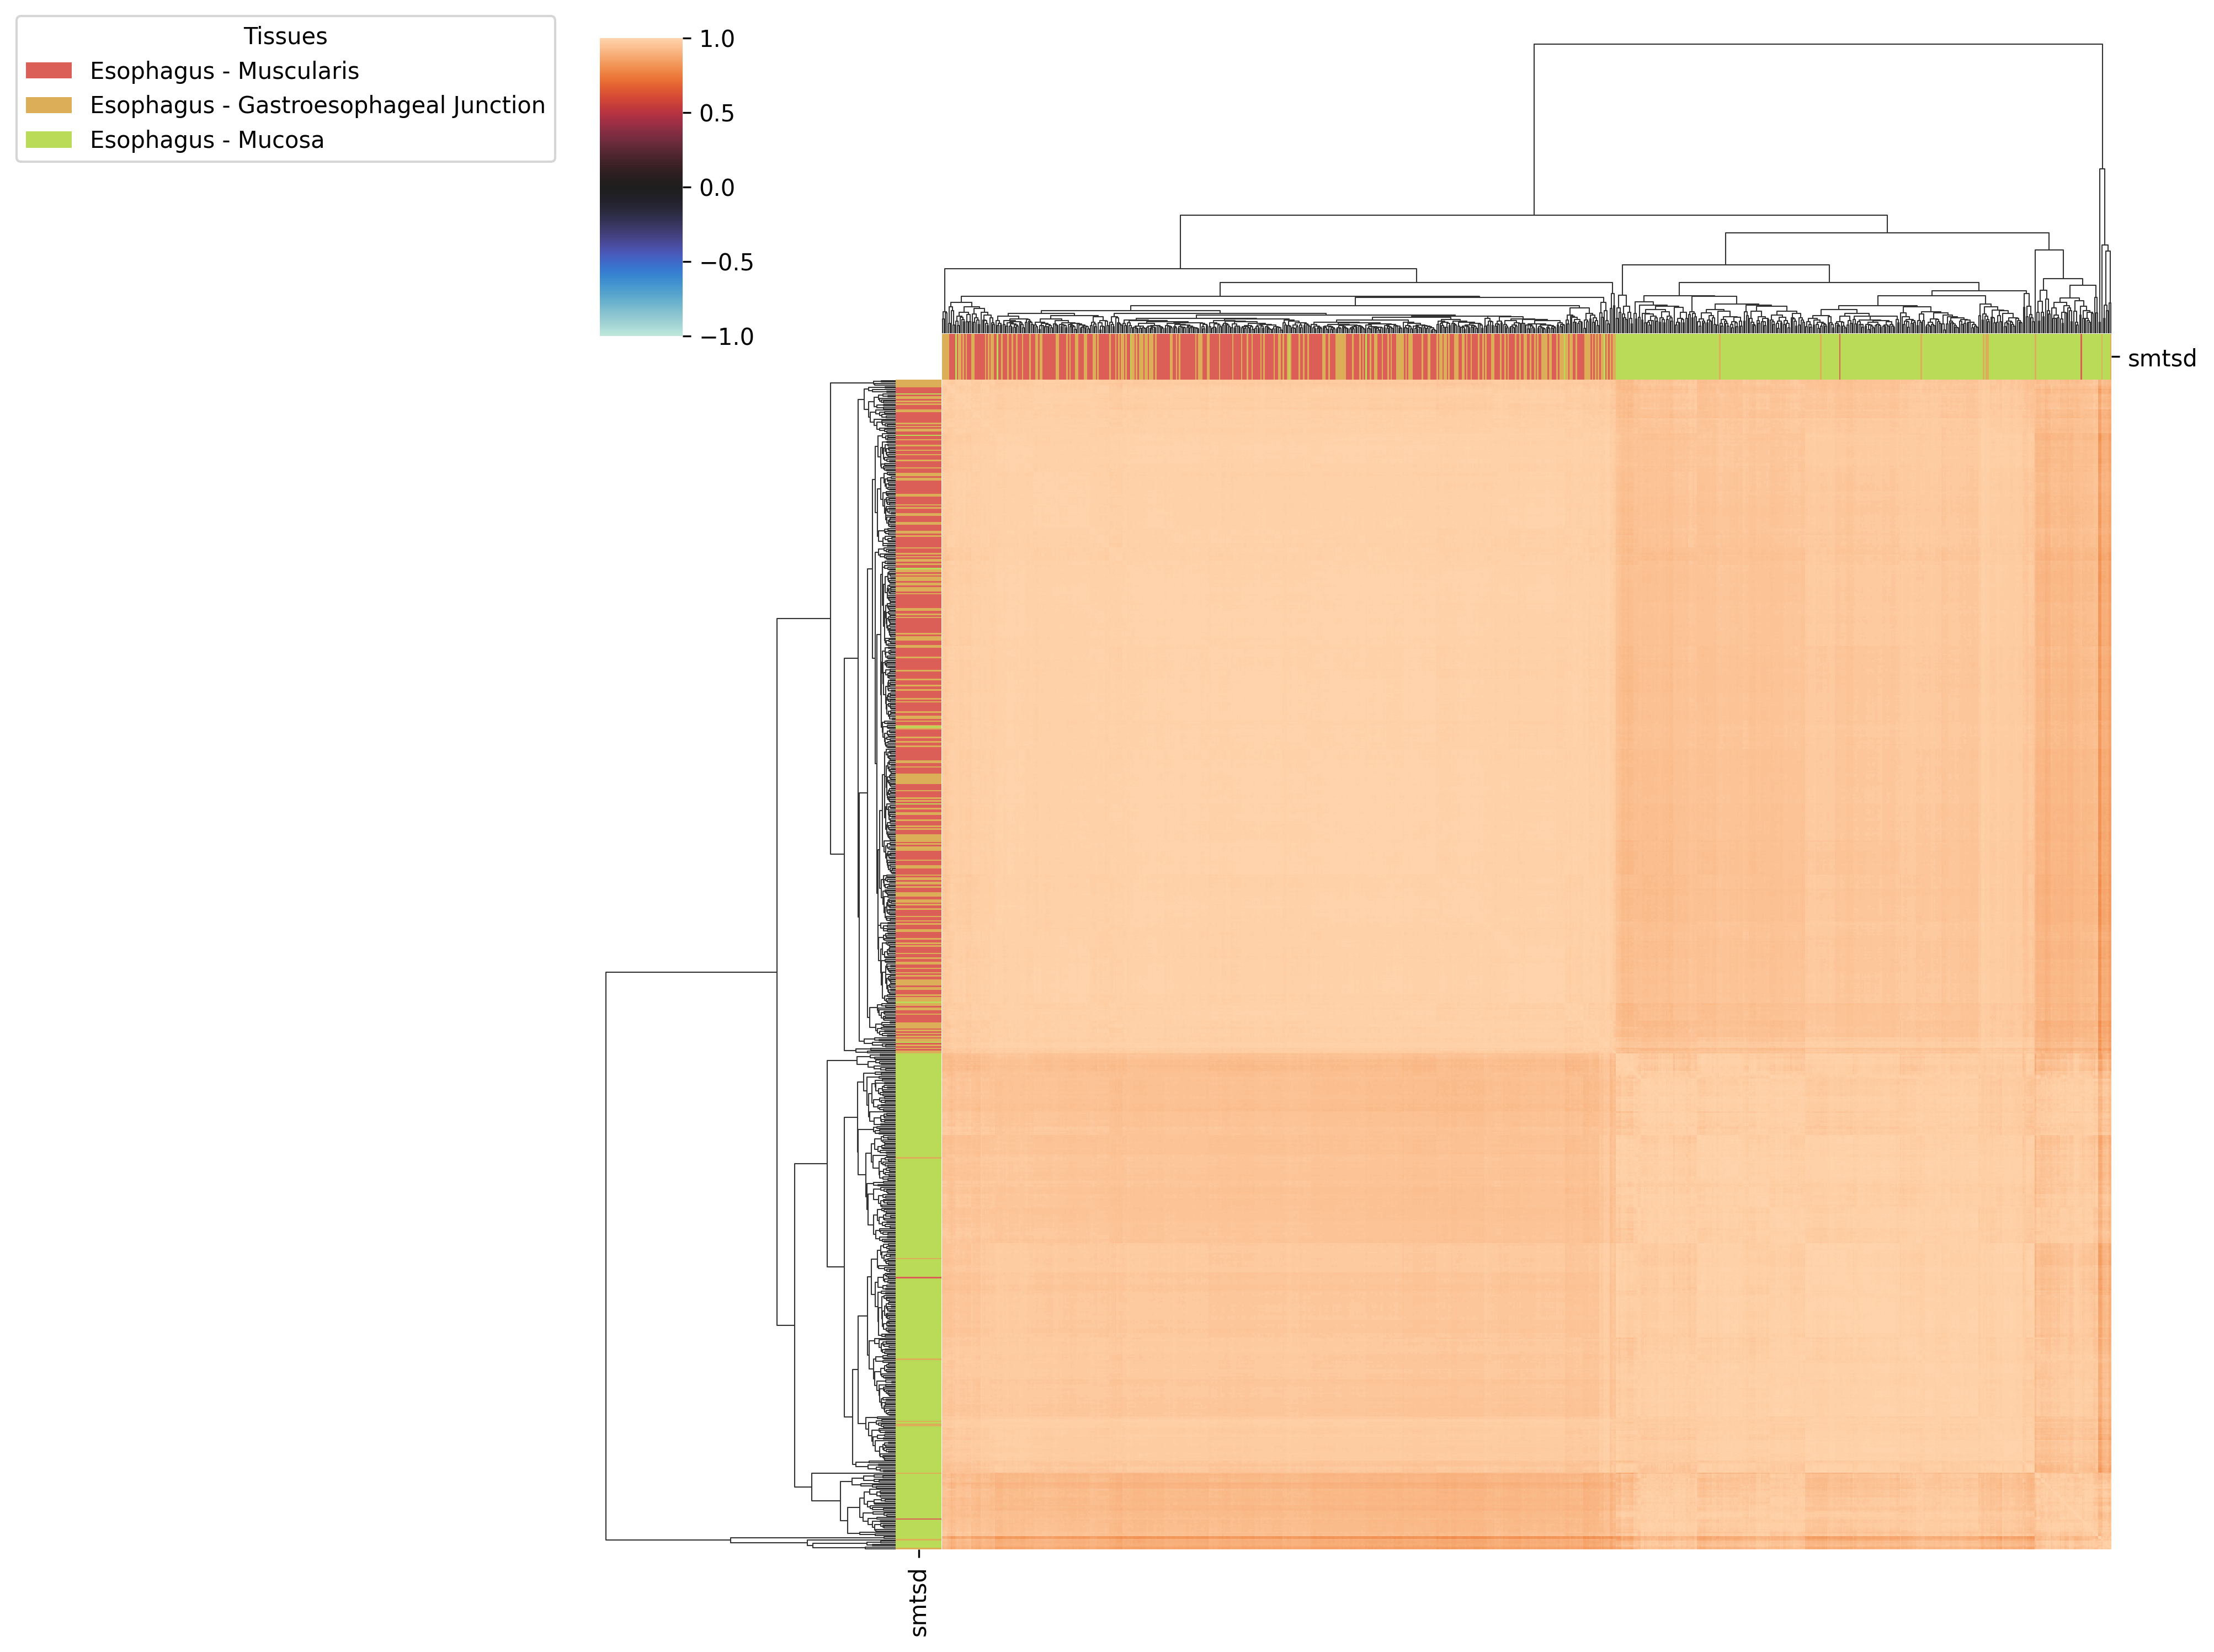 Tissues
Esophagus - Muscularis
Esophagus - Gastroesophageal Junction
Esophagus - Mucosa
1.0
0.5
0.0
−0.5
−1.0
smtsd
smtsd